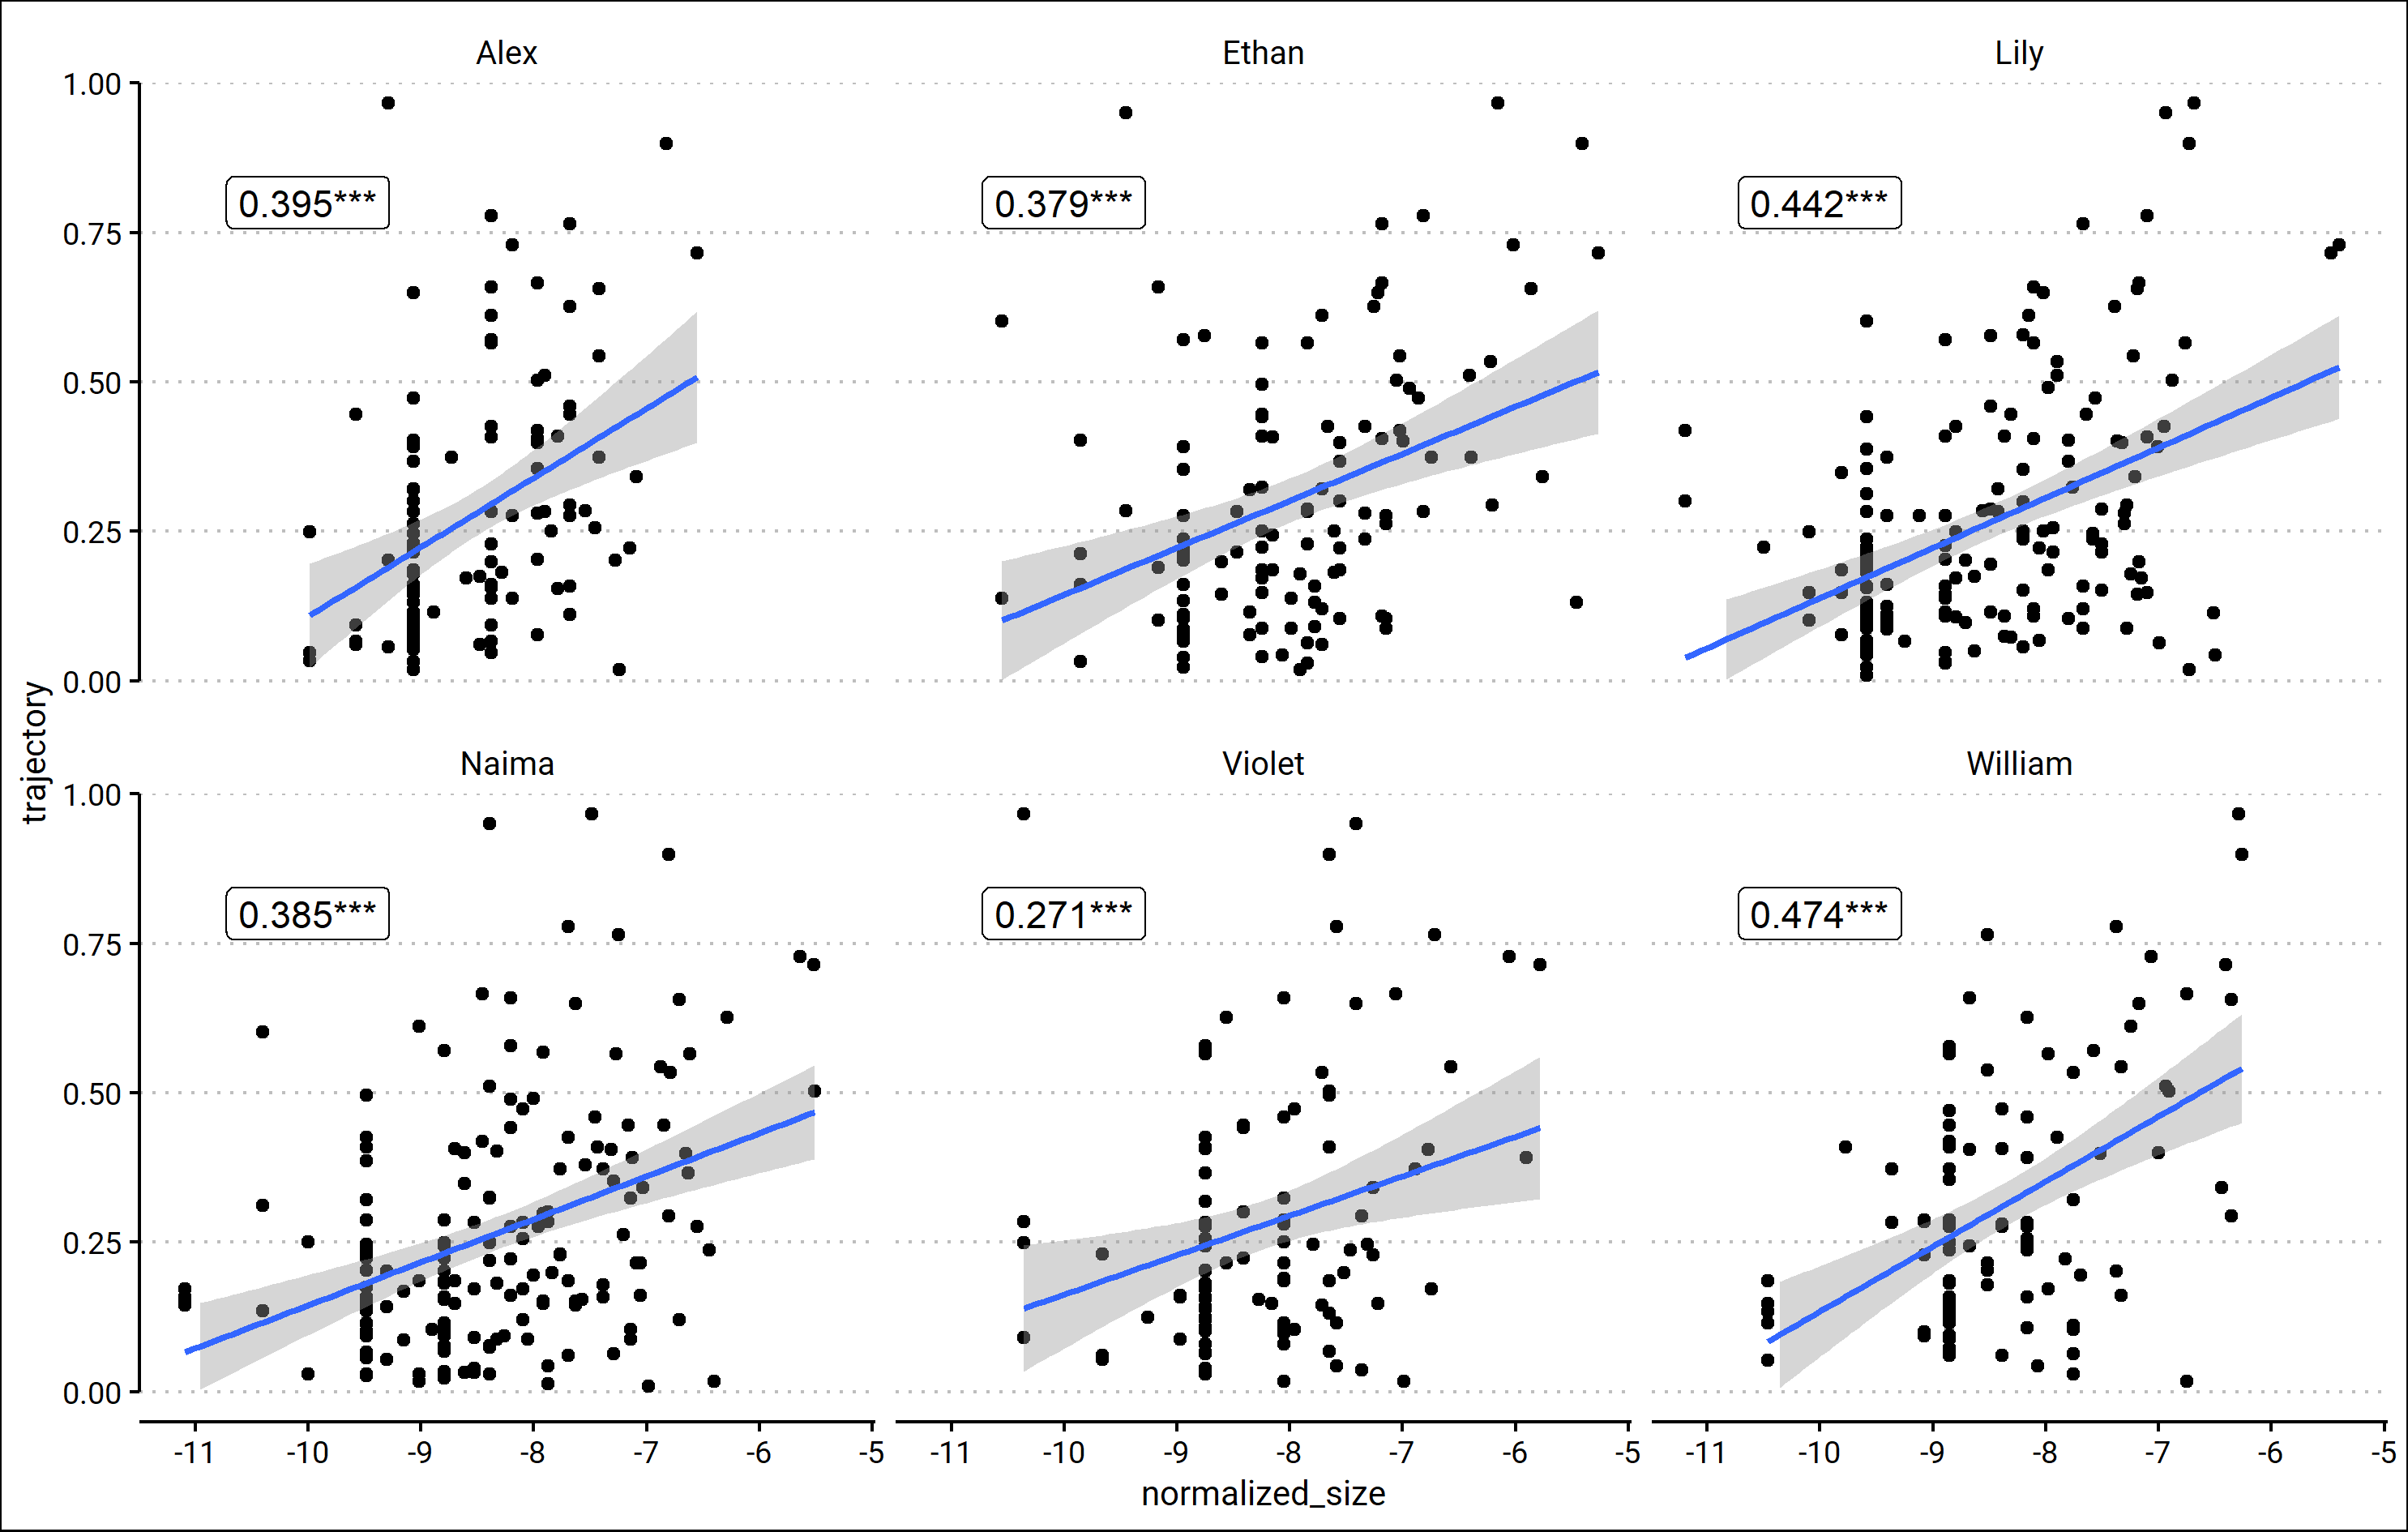 Alex Ethan Lily
1.00
0.75
0.50
0.25
0.00
0.395*** 0.379*** 0.442***
trajectory
Naima Violet William
1.00
0.75
0.50
0.25
0.00
0.385*** 0.271*** 0.474***
-11 -10 -9 -8 -7 -6 -5 -11 -10 -9 -8 -7 -6 -5 -11 -10 -9 -8 -7 -6 -5
normalized_size